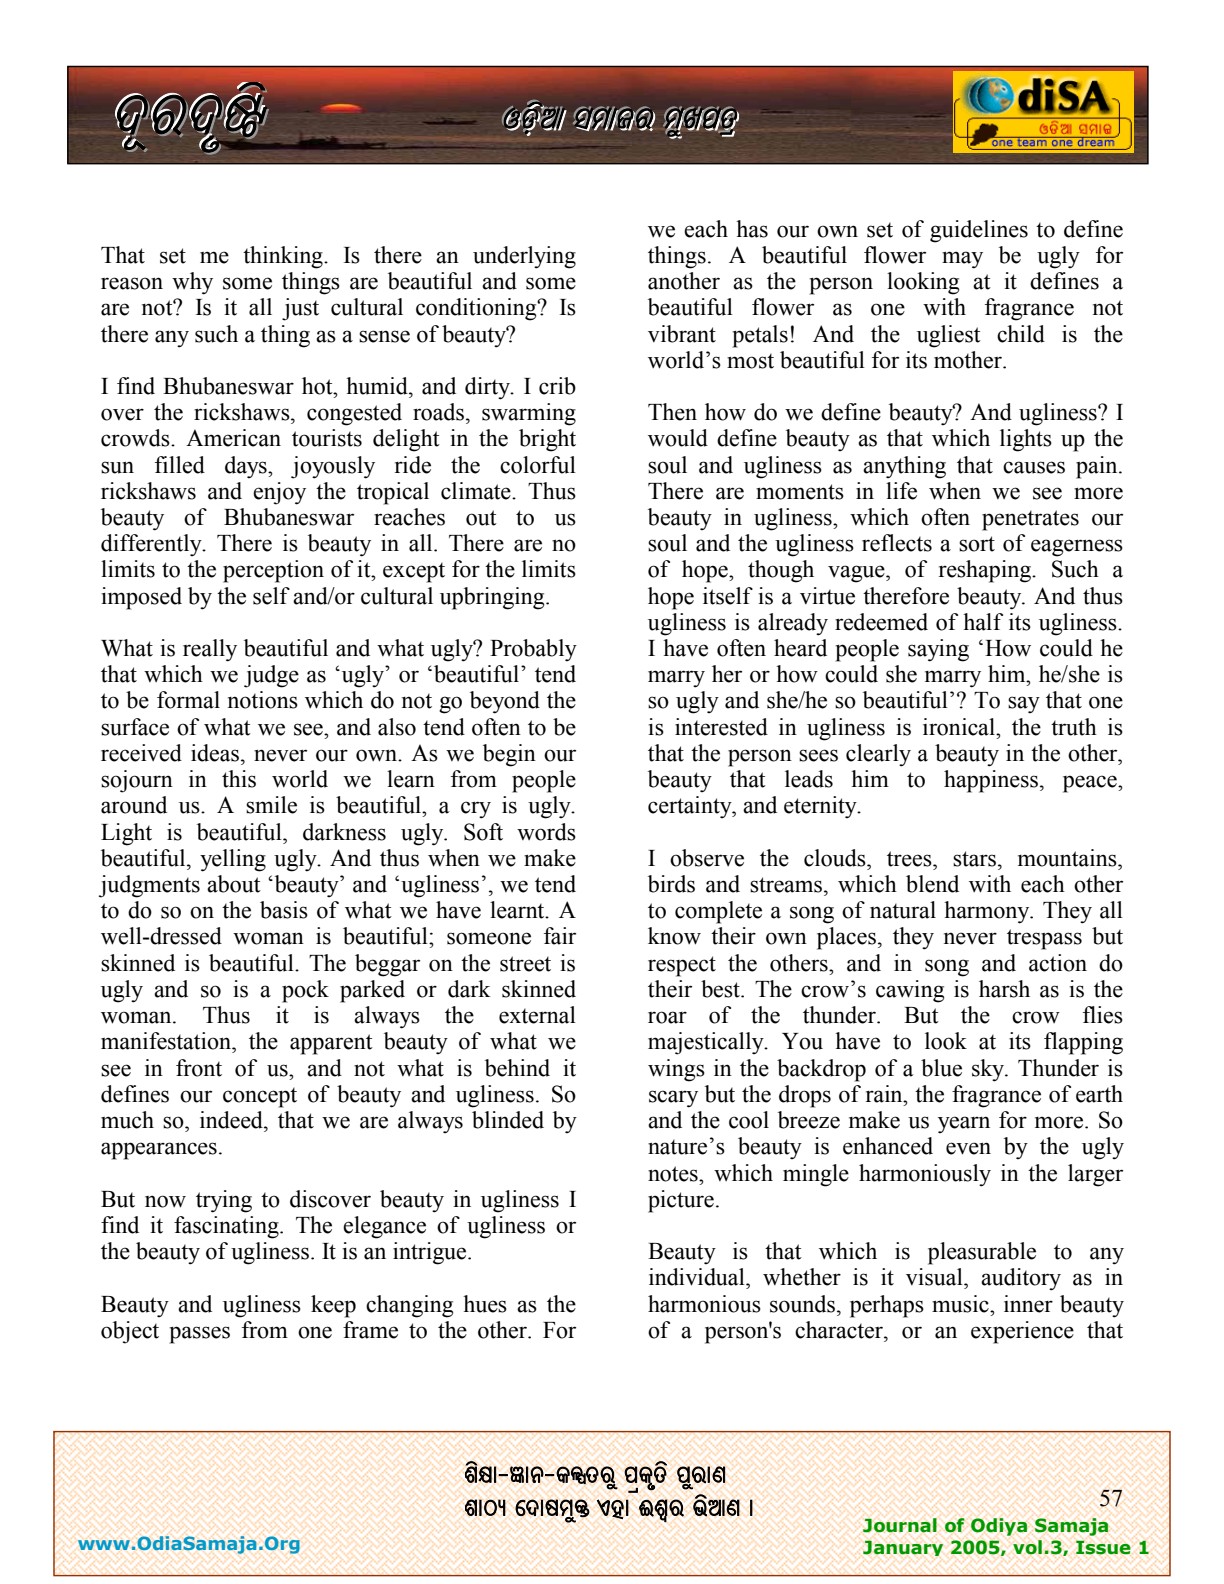 ଦୂରଦୃଷ୍ଟି
ଓଡ଼ିଆ ସମାଜର ମୁଖପତ୍ର
diSA
ଓଡିଆ ସମାଜ
one team one dream
That set me thinking. Is there an underlying
reason why some things are beautiful and some
are not? Is it all just cultural conditioning? Is
there any such a thing as a sense of beauty?
I find Bhubaneswar hot, humid, and dirty. I crib
over the rickshaws, congested roads, swarming
crowds. American tourists delight in the bright
sun filled days, joyously ride the colorful
rickshaws and enjoy the tropical climate. Thus
beauty of Bhubaneswar reaches out to us
differently. There is beauty in all. There are no
limits to the perception of it, except for the limits
imposed by the self and/or cultural upbringing.
What is really beautiful and what ugly? Probably
that which we judge as ‘ugly’ or ‘beautiful’ tend
to be formal notions which do not go beyond the
surface of what we see, and also tend often to be
received ideas, never our own. As we begin our
sojourn in this world we learn from people
around us. A smile is beautiful, a cry is ugly.
Light is beautiful, darkness ugly. Soft words
beautiful, yelling ugly. And thus when we make
judgments about ‘beauty’ and ‘ugliness’, we tend
to do so on the basis of what we have learnt. A
well-dressed woman is beautiful; someone fair
skinned is beautiful. The beggar on the street is
ugly and so is a pock parked or dark skinned
woman. Thus it is always the external
manifestation, the apparent beauty of what we
see in front of us, and not what is behind it
defines our concept of beauty and ugliness. So
much so, indeed, that we are always blinded by
appearances.
But now trying to discover beauty in ugliness I
find it fascinating. The elegance of ugliness or
the beauty of ugliness. It is an intrigue.
Beauty and ugliness keep changing hues as the
object passes from one frame to the other. For
we each has our own set of guidelines to define
things. A beautiful flower may be ugly for
another as the person looking at it defines a
beautiful flower as one with fragrance not
vibrant petals! And the ugliest child is the
world’s most beautiful for its mother.
Then how do we define beauty? And ugliness? I
would define beauty as that which lights up the
soul and ugliness as anything that causes pain.
There are moments in life when we see more
beauty in ugliness, which often penetrates our
soul and the ugliness reflects a sort of eagerness
of hope, though vague, of reshaping. Such a
hope itself is a virtue therefore beauty. And thus
ugliness is already redeemed of half its ugliness.
I have often heard people saying ‘How could he
marry her or how could she marry him, he/she is
so ugly and she/he so beautiful’? To say that one
is interested in ugliness is ironical, the truth is
that the person sees clearly a beauty in the other,
beauty that leads him to happiness, peace,
certainty, and eternity.
I observe the clouds, trees, stars, mountains,
birds and streams, which blend with each other
to complete a song of natural harmony. They all
know their own places, they never trespass but
respect the others, and in song and action do
their best. The crow’s cawing is harsh as is the
roar of the thunder. But the crow flies
majestically. You have to look at its flapping
wings in the backdrop of a blue sky. Thunder is
scary but the drops of rain, the fragrance of earth
and the cool breeze make us yearn for more. So
nature’s beauty is enhanced even by the ugly
notes, which mingle harmoniously in the larger
picture.
Beauty is that which is pleasurable to any
individual, whether is it visual, auditory as in
harmonious sounds, perhaps music, inner beauty
of a person's character, or an experience that
ଶିକ୍ଷା-ଜ୍ଞାନ-କଳ୍ପତରୁ ପ୍ରକୃତି ପୁରାଣ
ଶାଠ୍ୟ ଦୋଷମୁକ୍ତ ଏହା ଈଶ୍ୱର ଭିଆଣ ।
57
www.OdiaSamaja.Org
Journal of Odiya Samaja
January 2005, vol.3, Issue 1